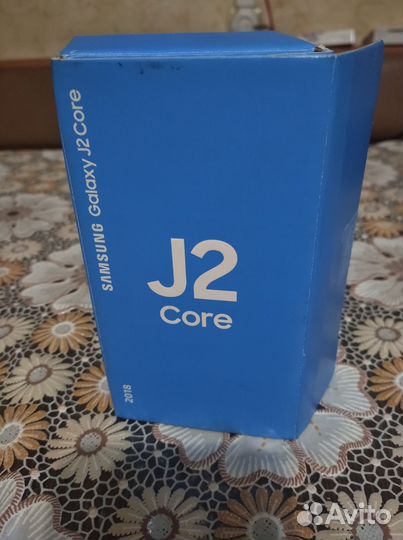 SAMSUNG Galaxy J2 Core
J2
Core
2018
Avito